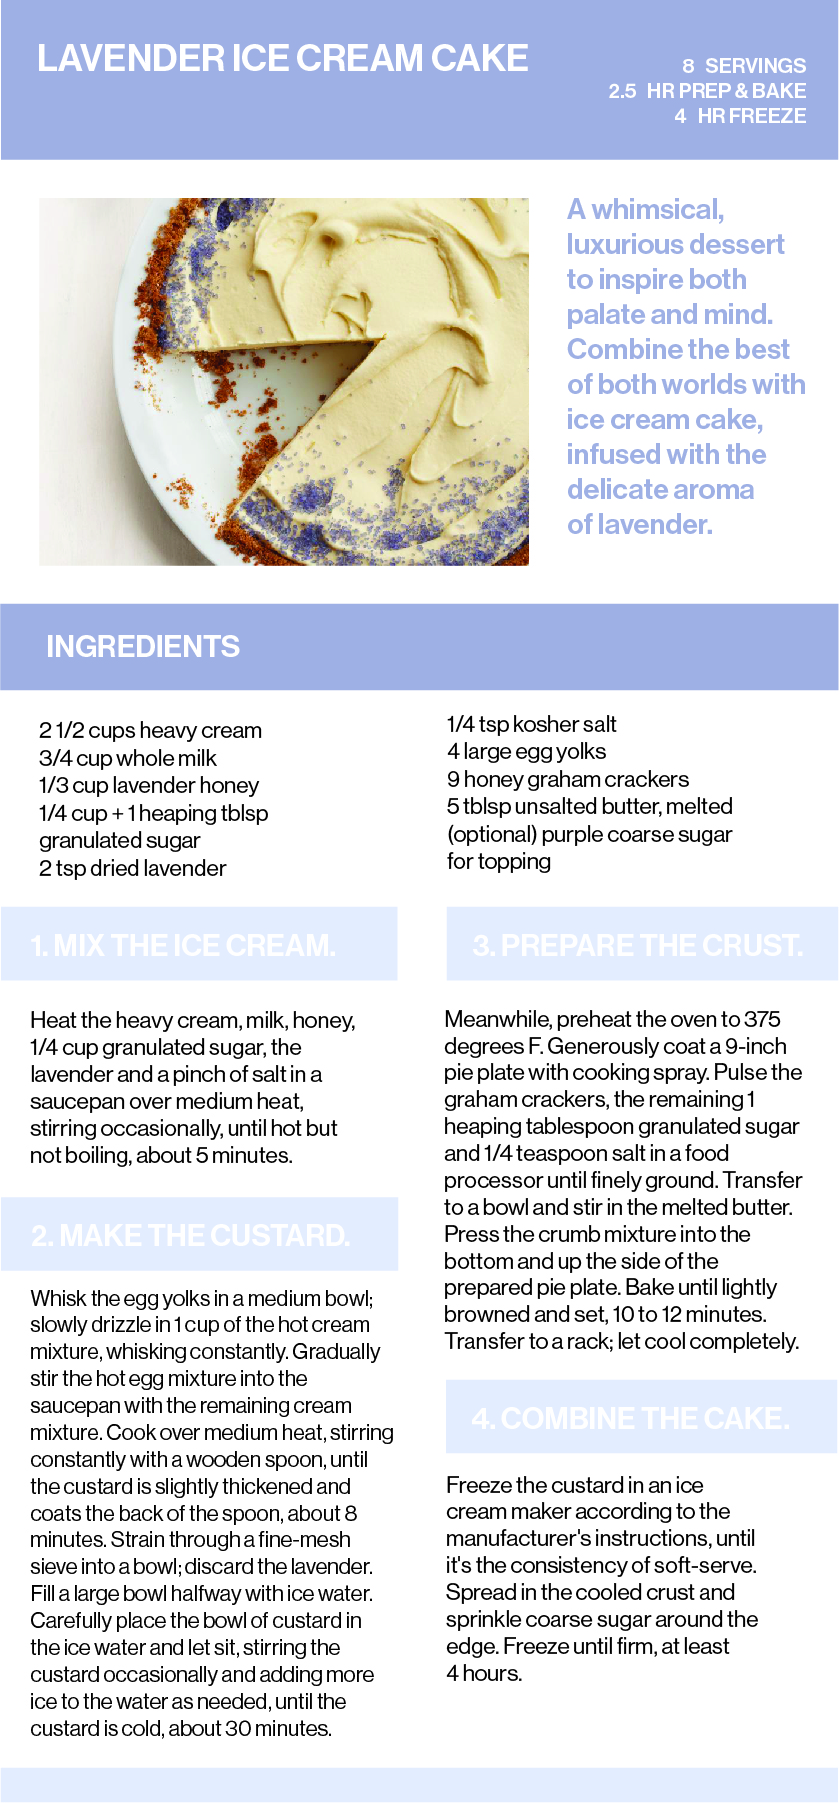 LAVENDER ICE CREAM CAKE
8 SERVINGS
2.5 HR PREP & BAKE
4 HR FREEZE
A whimsical,
luxurious dessert
to inspire both
palate and mind.
Combine the best
of both worlds with
ice cream cake,
infused with the
delicate aroma
of lavender.
INGREDIENTS
2 1/2 cups heavy cream
3/4 cup whole milk
1/3 cup lavender honey
1/4 cup + 1 heaping tblsp
granulated sugar
2 tsp dried lavender
1/4 tsp kosher salt
4 large egg yolks
9 honey graham crackers
5 tblsp unsalted butter, melted
(optional) purple coarse sugar
for topping
1. MIX THE ICE CREAM.
Heat the heavy cream, milk, honey,
1/4 cup granulated sugar, the
lavender and a pinch of salt in a
saucepan over medium heat,
stirring occasionally, until hot but
not boiling, about 5 minutes.
2. MAKE THE CUSTARD.
Whisk the egg yolks in a medium bowl;
slowly drizzle in 1 cup of the hot cream
mixture, whisking constantly. Gradually
stir the hot egg mixture into the
saucepan with the remaining cream
mixture. Cook over medium heat, stirring
constantly with a wooden spoon, until
the custard is slightly thickened and
coats the back of the spoon, about 8
minutes. Strain through a fine-mesh
sieve into a bowl; discard the lavender.
Fill a large bowl halfway with ice water.
Carefully place the bowl of custard in
the ice water and let sit, stirring the
custard occasionally and adding more
ice to the water as needed, until the
custard is cold, about 30 minutes.
3. PREPARE THE CRUST.
Meanwhile, preheat the oven to 375
degrees F. Generously coat a 9-inch
pie plate with cooking spray. Pulse the
graham crackers, the remaining 1
heaping tablespoon granulated sugar
and 1/4 teaspoon salt in a food
processor until finely ground. Transfer
to a bowl and stir in the melted butter.
Press the crumb mixture into the
bottom and up the side of the
prepared pie plate. Bake until lightly
browned and set, 10 to 12 minutes.
Transfer to a rack; let cool completely.
4. COMBINE THE CAKE.
Freeze the custard in an ice
cream maker according to the
manufacturer's instructions, until
it's the consistency of soft-serve.
Spread in the cooled crust and
sprinkle coarse sugar around the
edge. Freeze until firm, at least
4 hours.